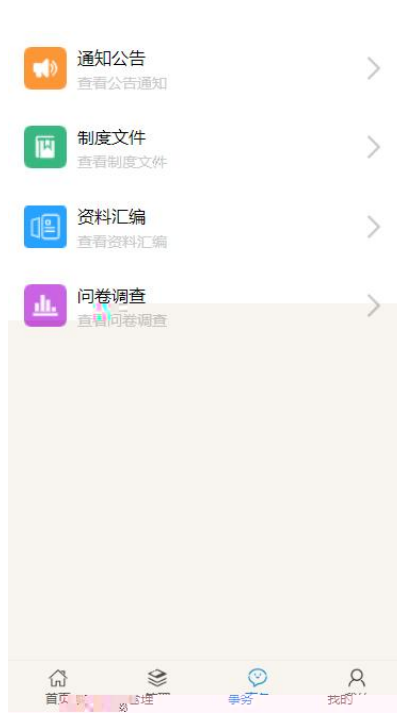 通知公告
查看公告通知
制度文件
查看制度文件
资料汇编
查看资料汇编
问卷调查
查看问卷调查
首页 管理 事务 我的